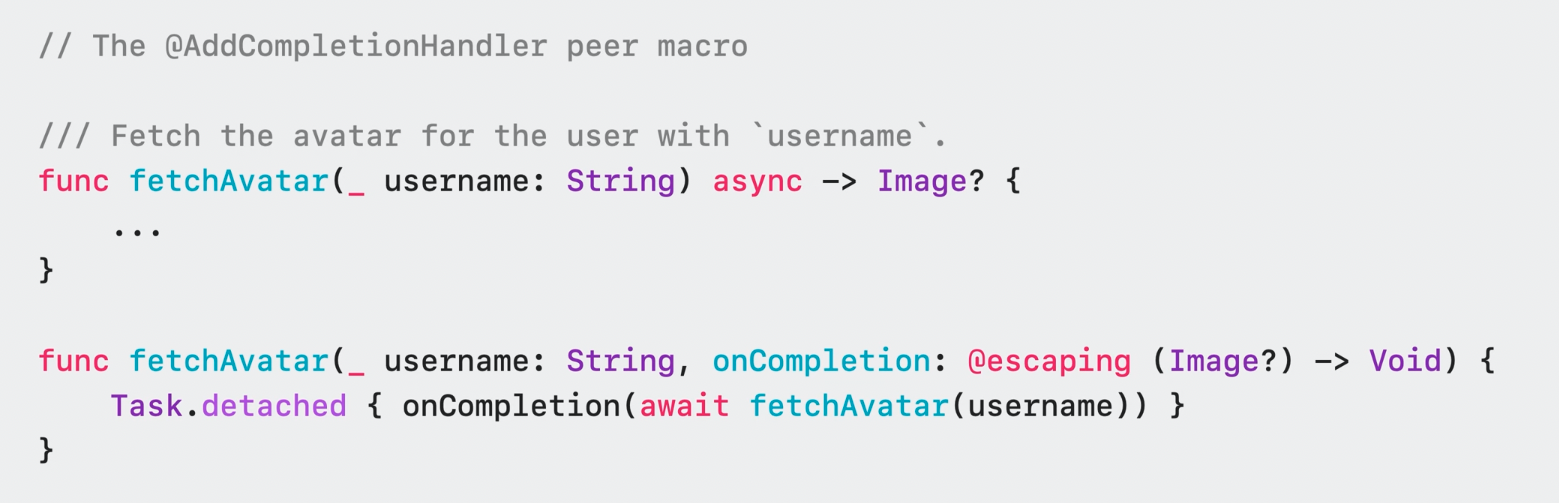 // The @AddCompletionHandler peer macro
/// Fetch the avatar for the user with `username`.
func fetchAvatar(_ username: String) async -> Image? {
    ...
}
func fetchAvatar(_ username: String, onCompletion: @escaping (Image?) -> Void) {
    Task.detached { onCompletion(await fetchAvatar(username)) }
}